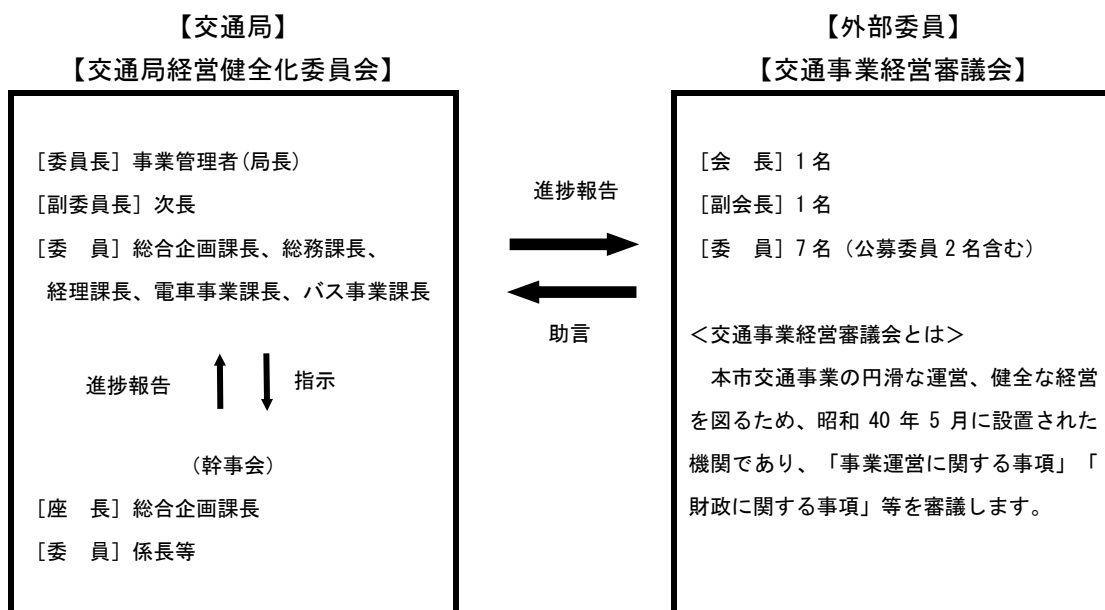 【交通局】
【交通局経営健全化委員会】
［委員長］事業管理者(局長)
［副委員長］次長
［委　員］総合企画課長、総務課長、
経理課長、電車事業課長、バス事業課長
進捗報告
指示
(幹事会)
［座　長］総合企画課長
［委　員］係長等
進捗報告
助言
【外部委員】
【交通事業経営審議会】
［会　長］1名
［副会長］1名
［委　員］7名（公募委員2名含む）
＜交通事業経営審議会とは＞
　本市交通事業の円滑な運営、健全な経営
を図るため、昭和 40 年 5 月に設置された
機関であり、「事業運営に関する事項」「
財政に関する事項」等を審議します。